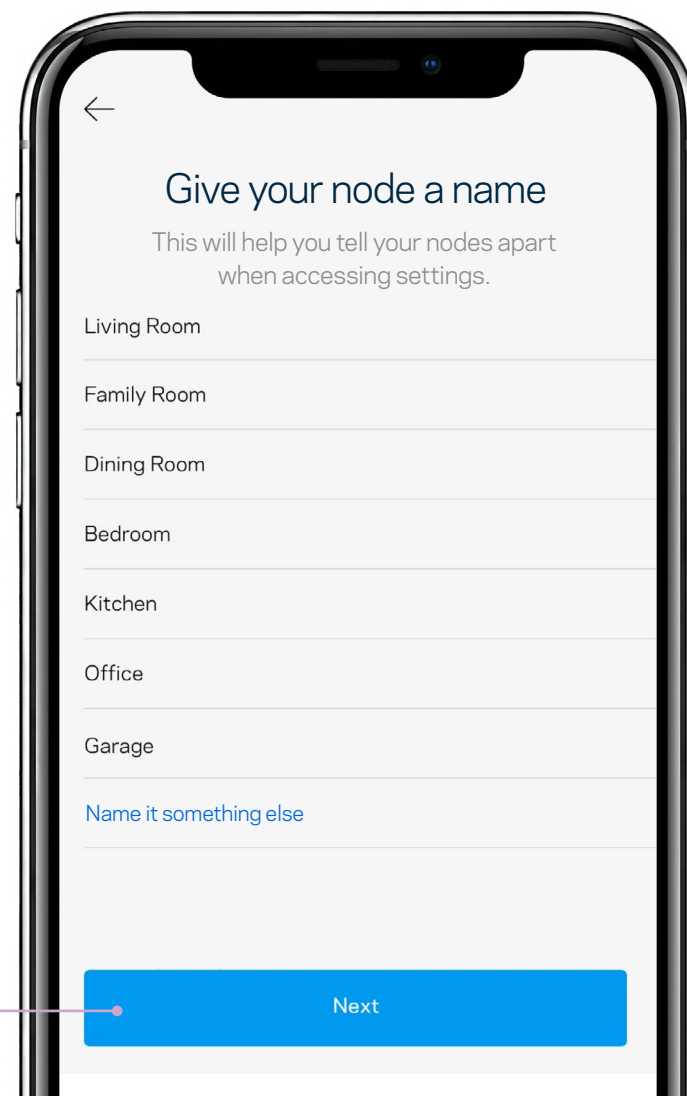 Give your node a name
This will help you tell your nodes apart
when accessing settings.
Living Room
Family Room
Dining Room
Bedroom
Kitchen
Office
Garage
Name it something else
Next